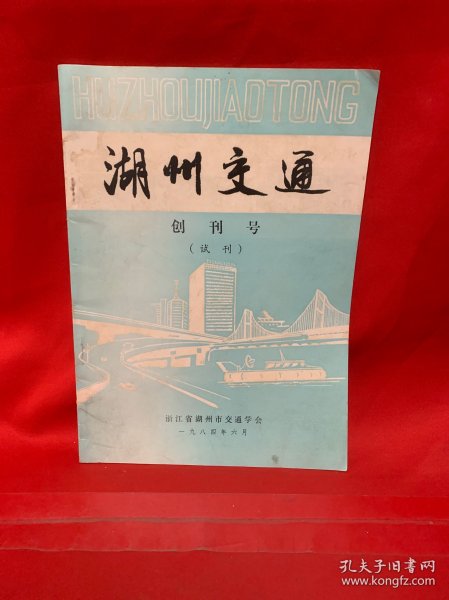 HUZHOUJIAOTONG
湖州交通
创刊号
（试刊）
浙江省湖州市交通学会
一九八四年六月
孔夫子旧书网
www.kongfz.com